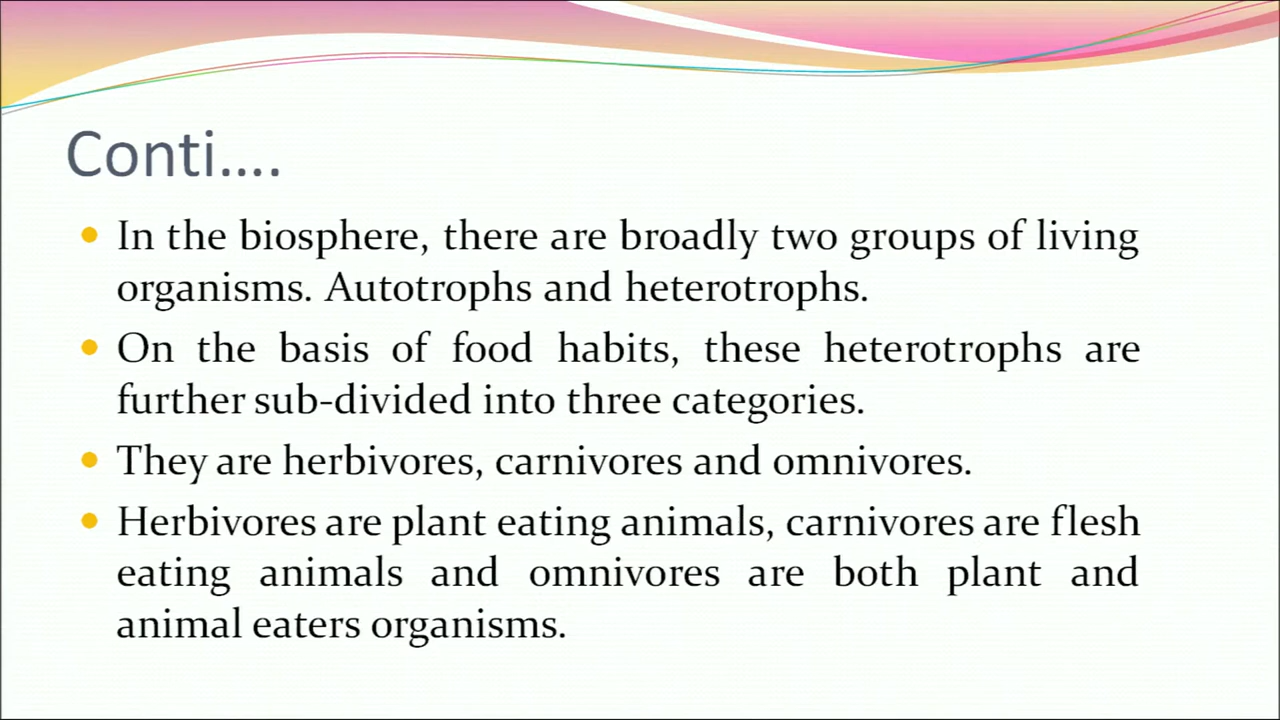 Conti....
In the biosphere, there are broadly two groups of living
organisms. Autotrophs and heterotrophs.
On the basis of food habits, these heterotrophs are
further sub-divided into three categories.
They are herbivores, carnivores and omnivores.
Herbivores are plant eating animals, carnivores are flesh
eating animals and omnivores are both plant and
animal eaters organisms.